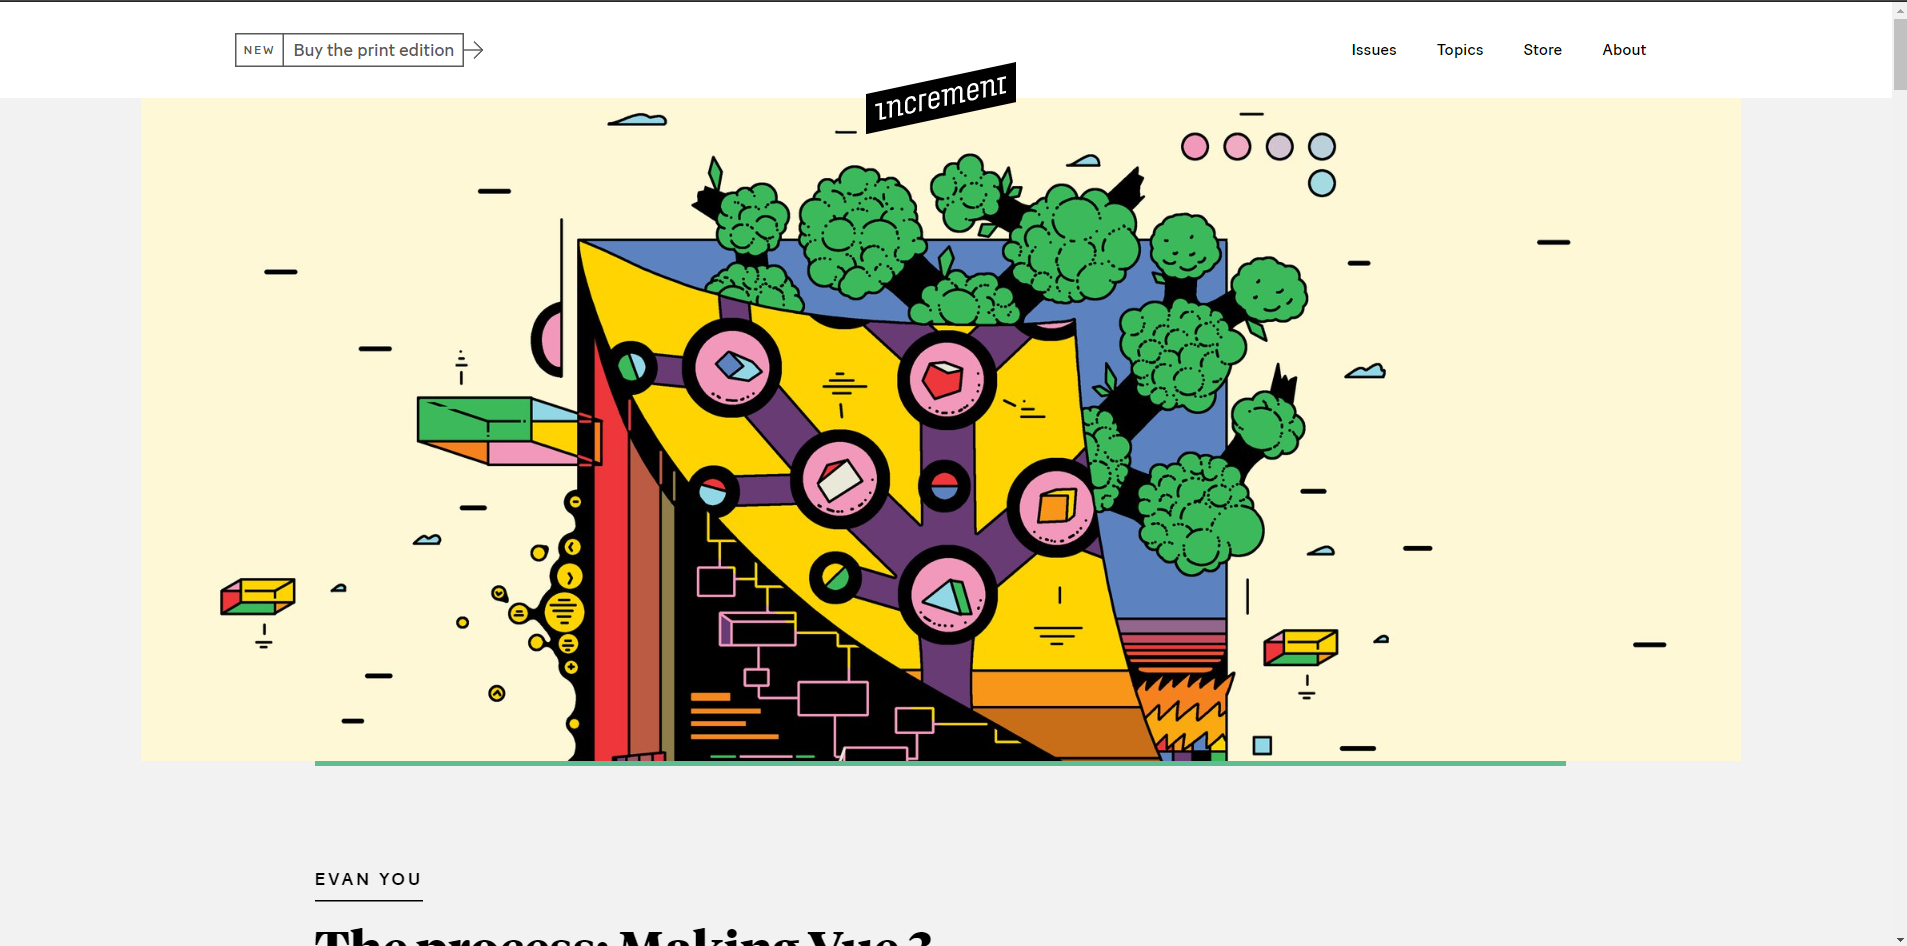 NEW Buy the print edition
Issues Topics Store About
increment
EVAN YOU
The process: Making Vue 3